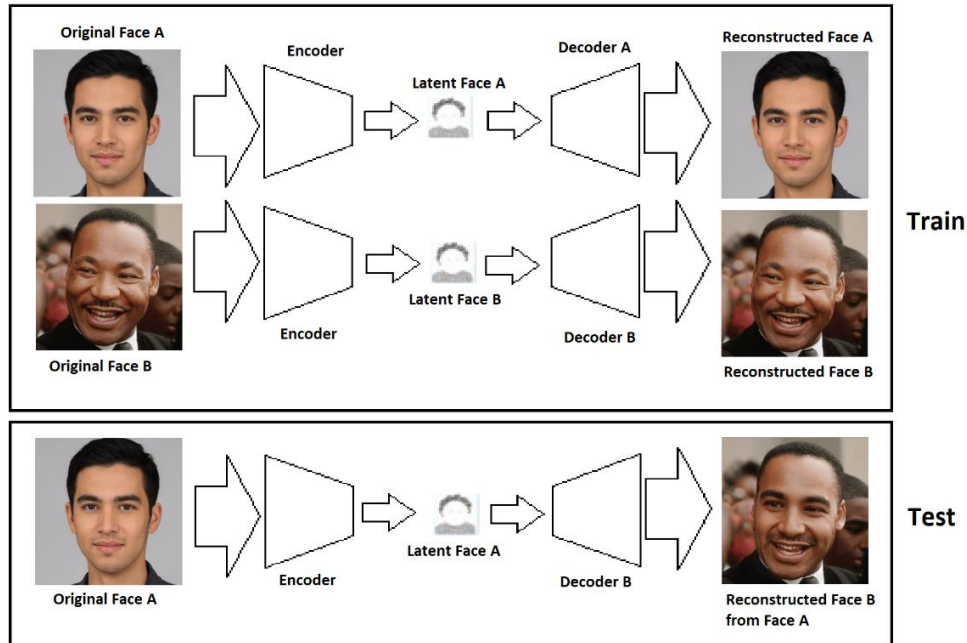 Original Face A
Encoder
Latent Face A
Decoder A
Reconstructed Face A
Original Face B
Encoder
Latent Face B
Decoder B
Reconstructed Face B
Train
Original Face A
Encoder
Latent Face A
Decoder B
Reconstructed Face B
from Face A
Test